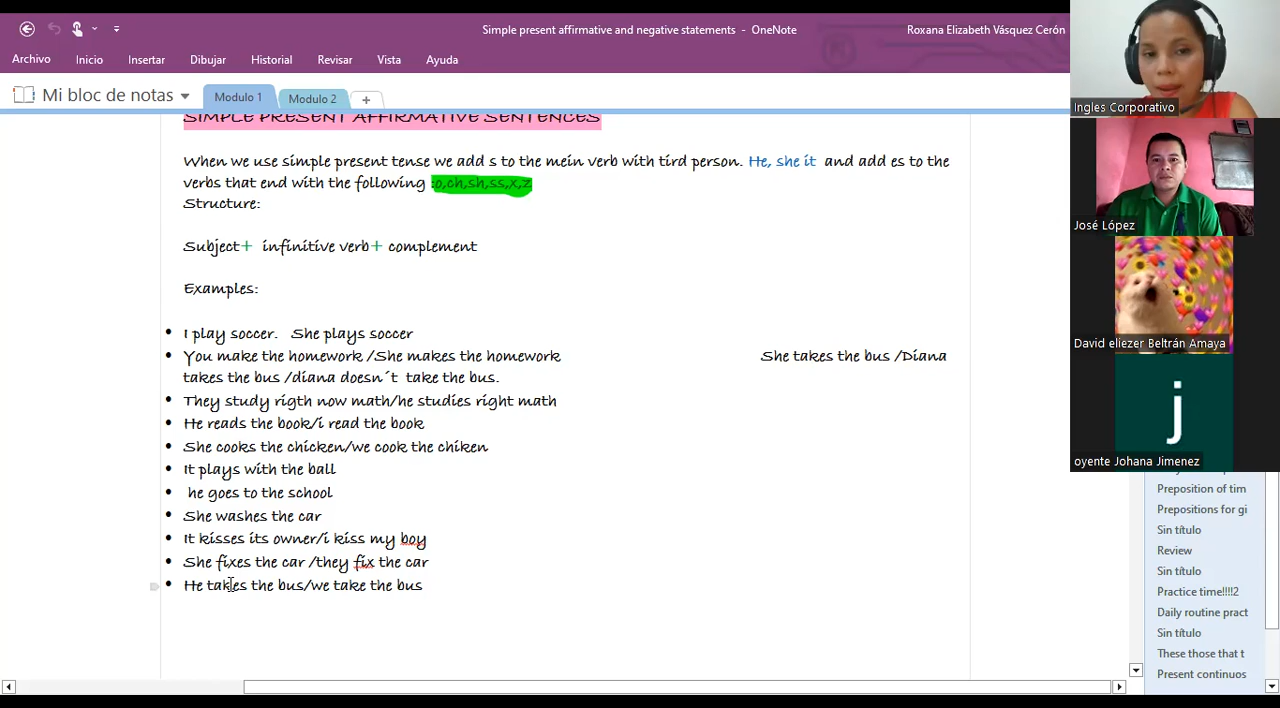 Simple present affirmative and negative statements - OneNote
Roxana Elizabeth Vásquez Cerón
Archivo Inicio Insertar Dibujar Historial Revisar Vista Ayuda
Mi bloc de notas Modulo 1 Modulo 2 +
SIMPLE PRESENT AFFIRMATIVE SENTENCES
When we use simple present tense we add s to the mein verb with tird person. He, she it and add es to the
verbs that end with the following :o,ch,sh,ss,x,z
Structure:
Subject+ infinitive verb+ complement
Examples:
• I play soccer. She plays soccer
• You make the homework /She makes the homework She takes the bus /Diana
takes the bus /diana doesn´t take the bus.
• They study rigth now math/he studies right math
• He reads the book/i read the book
• She cooks the chicken/we cook the chiken
• It plays with the ball
• he goes to the school
• She washes the car
• It kisses its owner/i kiss my boy
• She fixes the car /they fix the car
• He takes the bus/we take the bus
Ingles Corporativo
José López
David eliezer Beltrán Amaya
j
oyente Johana Jimenez
Preposition of tim
Prepositions for gi
Sin título
Review
Sin título
Practice time!!!!2
Daily routine pract
Sin título
These those that t
Present continuos